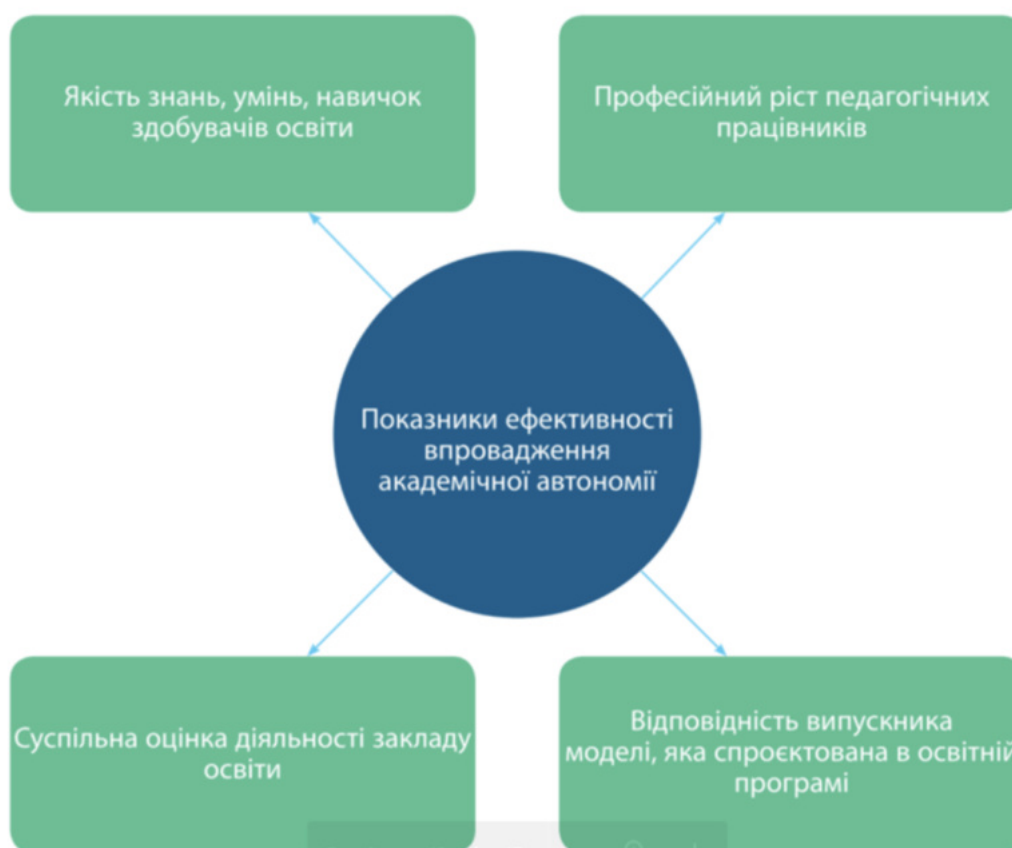 Якість знань, умінь, навичок
здобувачів освіти
Професійний ріст педагогічних
працівників
Показники ефективності
впровадження
академічної автономії
Суспільна оцінка діяльності закладу
освіти
Відповідність випускника
моделі, яка спроєктована в освітній
програмі